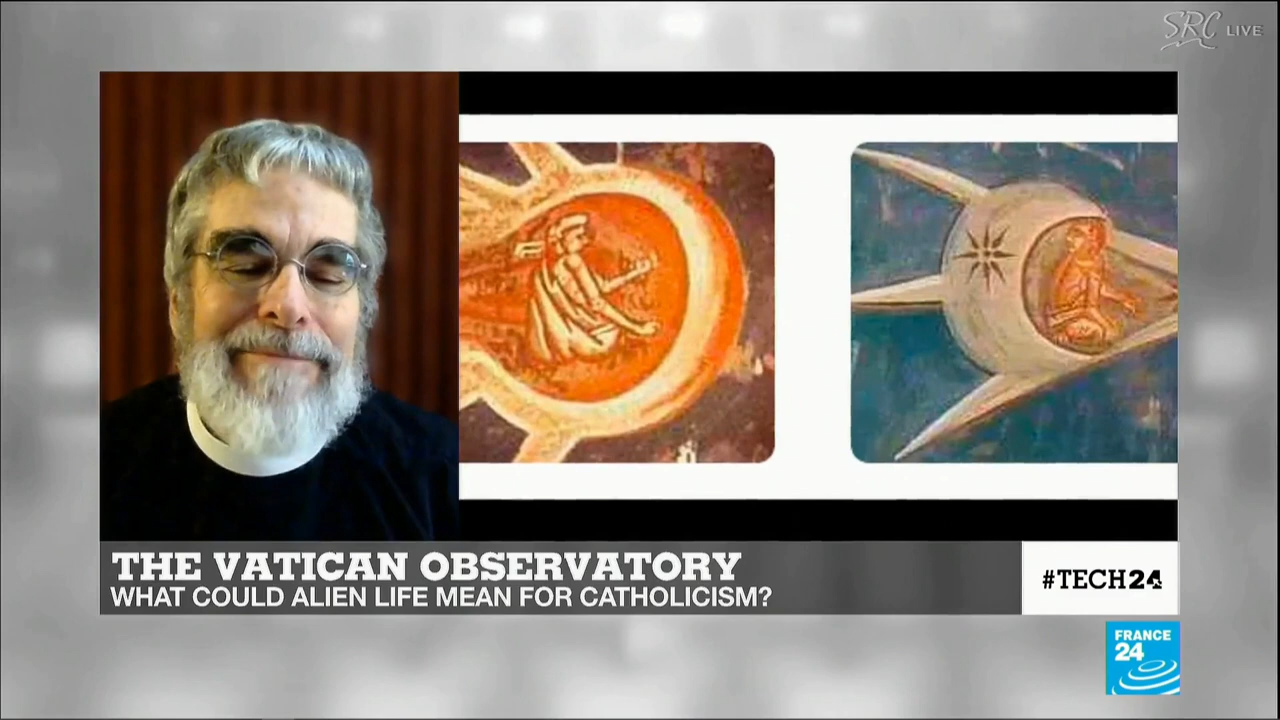 SRC LIVE
THE VATICAN OBSERVATORY
WHAT COULD ALIEN LIFE MEAN FOR CATHOLICISM?
#TECH24
FRANCE
24